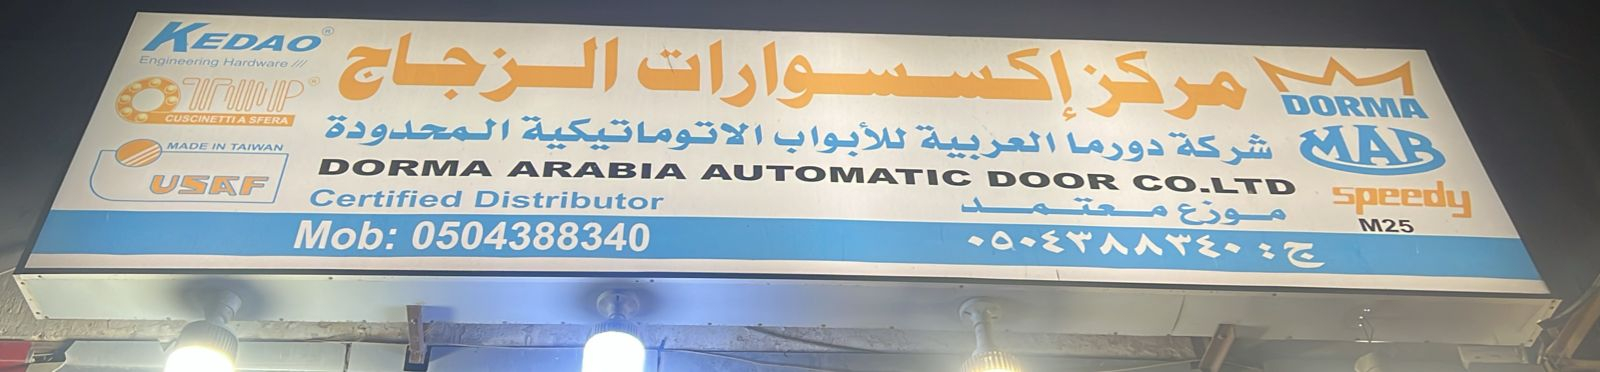 KEDAO®
Engineering Hardware ///
CUSCINETTI A SFERA
MADE IN TAIWAN
مركز إكسسوارات الزجاج
شركة دورما العربية للأبواب الاتوماتيكية المحدودة
DORMA ARABIA AUTOMATIC DOOR CO.LTD
Certified Distributor
موزع معتمد
Mob: 0504388340
ج : ٠٥٠٤٣٨٨٣٤٠
DORMA
MAB
speedy
M25